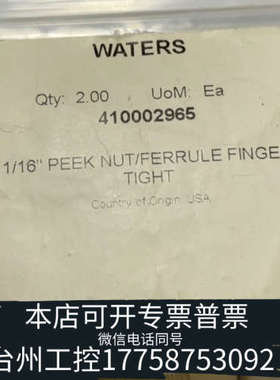 WATERS
Qty: 2.00 UoM: Ea
410002965
1/16" PEEK NUT/FERRULE FINGE
TIGHT
Country of Origin: USA
本店可开专票普票
微信电话同号
台州工控17758753092